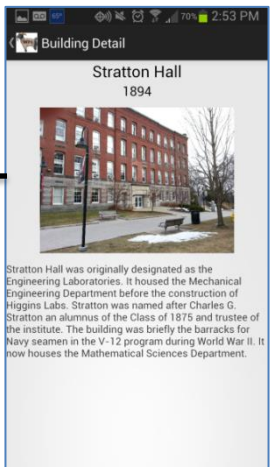 65° 70% 2:53 PM
Building Detail
Stratton Hall
1894
Stratton Hall was originally designated as the
Engineering Laboratories. It housed the Mechanical
Engineering Department before the construction of
Higgins Labs. Stratton was named after Charles G.
Stratton an alumnus of the Class of 1875 and trustee of
the institute. The building was briefly the barracks for
Navy seamen in the V-12 program during World War II. It
now houses the Mathematical Sciences Department.